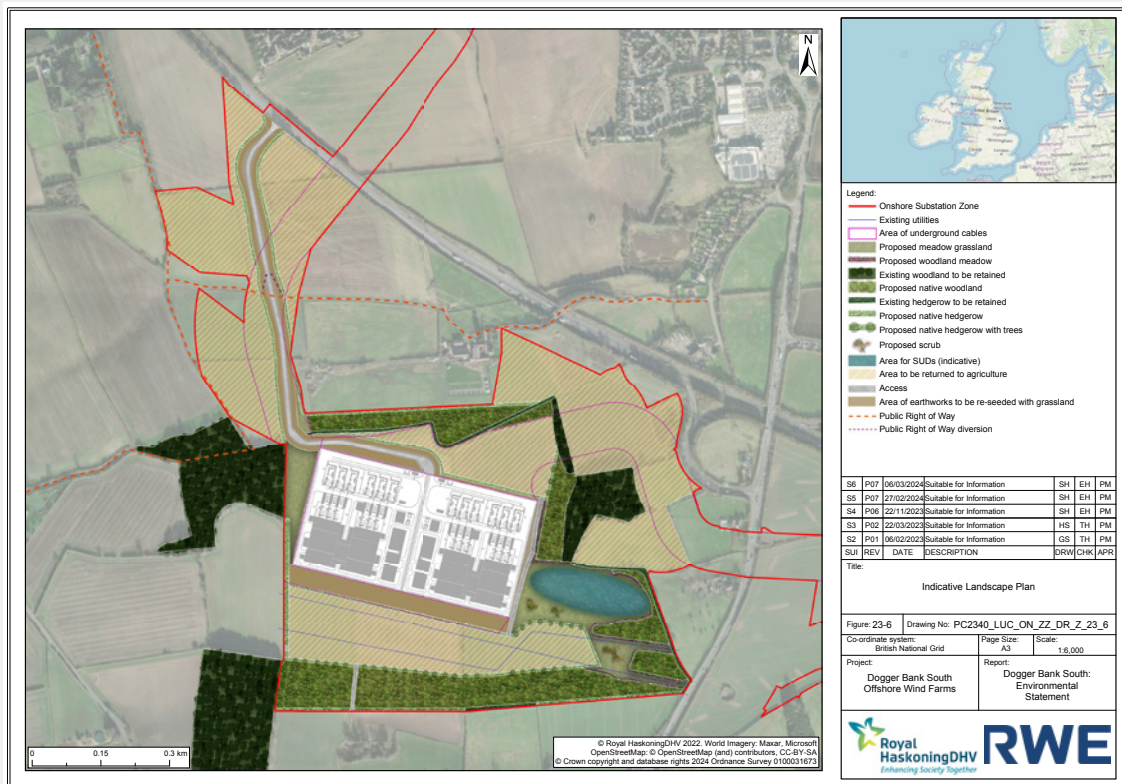 N
Legend:
Onshore Substation Zone
Existing utilities
Area of underground cables
Proposed meadow grassland
Proposed woodland meadow
Existing woodland to be retained
Proposed native woodland
Existing hedgerow to be retained
Proposed native hedgerow
Proposed native hedgerow with trees
Proposed scrub
Area for SUDs (indicative)
Area to be returned to agriculture
Access
Area of earthworks to be re-seeded with grassland
Public Right of Way
Public Right of Way diversion
S6 P07 06/03/2024 Suitable for Information SH EH PM
S5 P07 27/02/2024 Suitable for Information SH EH PM
S4 P06 22/11/2023 Suitable for Information SH EH PM
S3 P02 22/03/2023 Suitable for Information HS TH PM
S2 P01 06/02/2023 Suitable for Information GS TH PM
SUI REV DATE DESCRIPTION DRW CHK APR
Title:
Indicative Landscape Plan
Figure: 23-6 Drawing No: PC2340_LUC_ON_ZZ_DR_Z_23_6
Co-ordinate system: Page Size: Scale:
British National Grid A3 1:6,000
Project: Report:
Dogger Bank South Dogger Bank South:
Offshore Wind Farms Environmental
Statement
0 0.15 0.3 km
© Royal HaskoningDHV 2022. World Imagery: Maxar, Microsoft
OpenStreetMap: © OpenStreetMap (and) contributors, CC-BY-SA
© Crown copyright and database rights 2024 Ordnance Survey 0100031673
Royal
HaskoningDHV
Enhancing Society Together
RWE